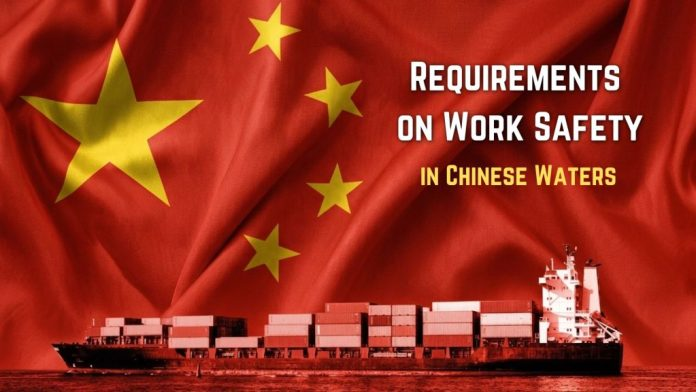 Requirements
on Work Safety
in Chinese Waters